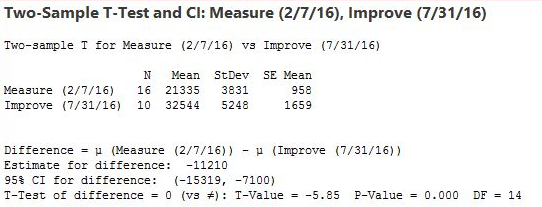 Two-Sample T-Test and CI: Measure (2/7/16), Improve (7/31/16)
Two-sample T for Measure (2/7/16) vs Improve (7/31/16)
N Mean StDev SE Mean
Measure (2/7/16) 16 21335 3831 958
Improve (7/31/16) 10 32544 5248 1659
Difference = μ (Measure (2/7/16)) - μ (Improve (7/31/16))
Estimate for difference: -11210
95% CI for difference: (-15319, -7100)
T-Test of difference = 0 (vs ≠): T-Value = -5.85 P-Value = 0.000 DF = 14